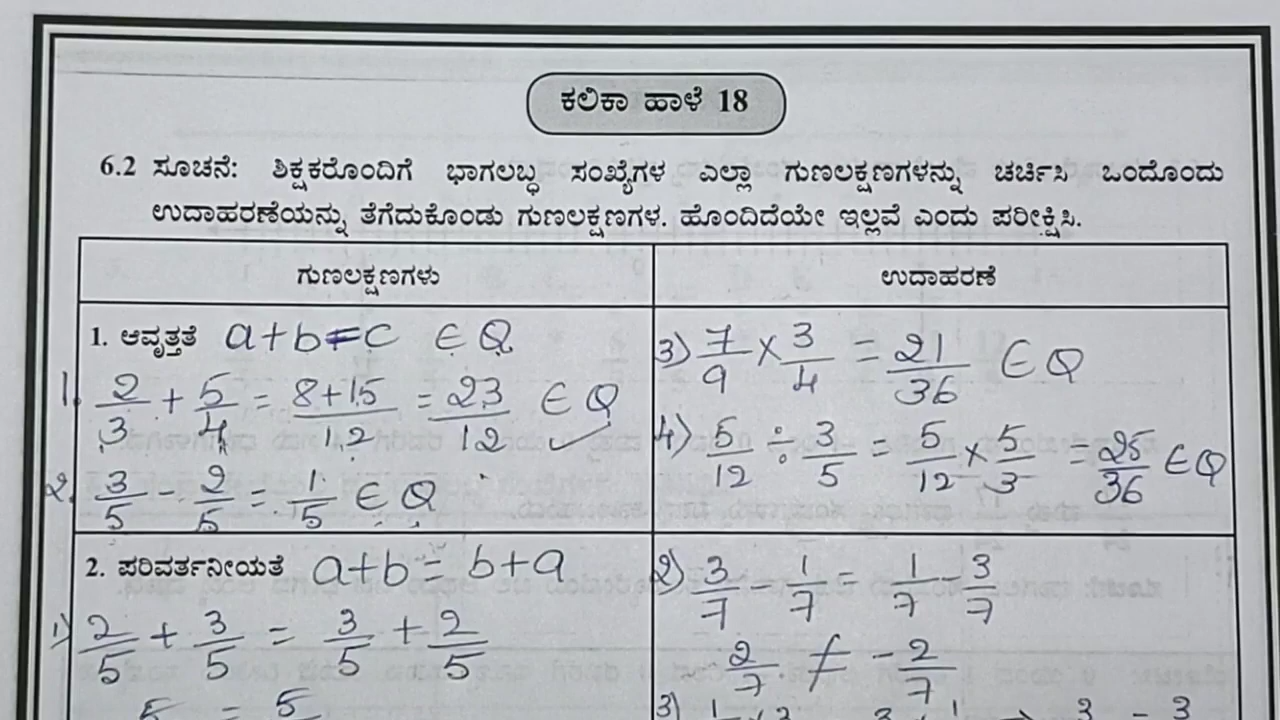 ಕಲಿಕಾ ಹಾಳೆ 18
6.2 ಸೂಚನೆ: ಶಿಕ್ಷಕರೊಂದಿಗೆ ಭಾಗಲಬ್ಧ ಸಂಖ್ಯೆಗಳ ಎಲ್ಲಾ ಗುಣಲಕ್ಷಣಗಳನ್ನು ಚರ್ಚಿಸಿ ಒಂದೊಂದು
ಉದಾಹರಣೆಯನ್ನು ತೆಗೆದುಕೊಂಡು ಗುಣಲಕ್ಷಣಗಳ. ಹೊಂದಿದೆಯೇ ಇಲ್ಲವೆ ಎಂದು ಪರೀಕ್ಷಿಸಿ.
ಗುಣಲಕ್ಷಣಗಳು
ಉದಾಹರಣೆ
1. ಆವೃತ್ತತೆ a+b=c ∈ Q
1. 2/3 + 5/4 = 8+15/12 = 23/12 ∈ Q
2. 3/5 - 2/5 = 1/5 ∈ Q
3) 7/9 × 3/4 = 21/36 ∈ Q
4) 5/12 ÷ 3/5 = 5/12 × 5/3 = 25/36 ∈ Q
2. ಪರಿವರ್ತನೀಯತೆ a+b = b+a
1) 2/5 + 3/5 = 3/5 + 2/5
5 = 5
2) 3/7 - 1/7 = 1/7 - 3/7
2/7 ≠ -2/7
3)